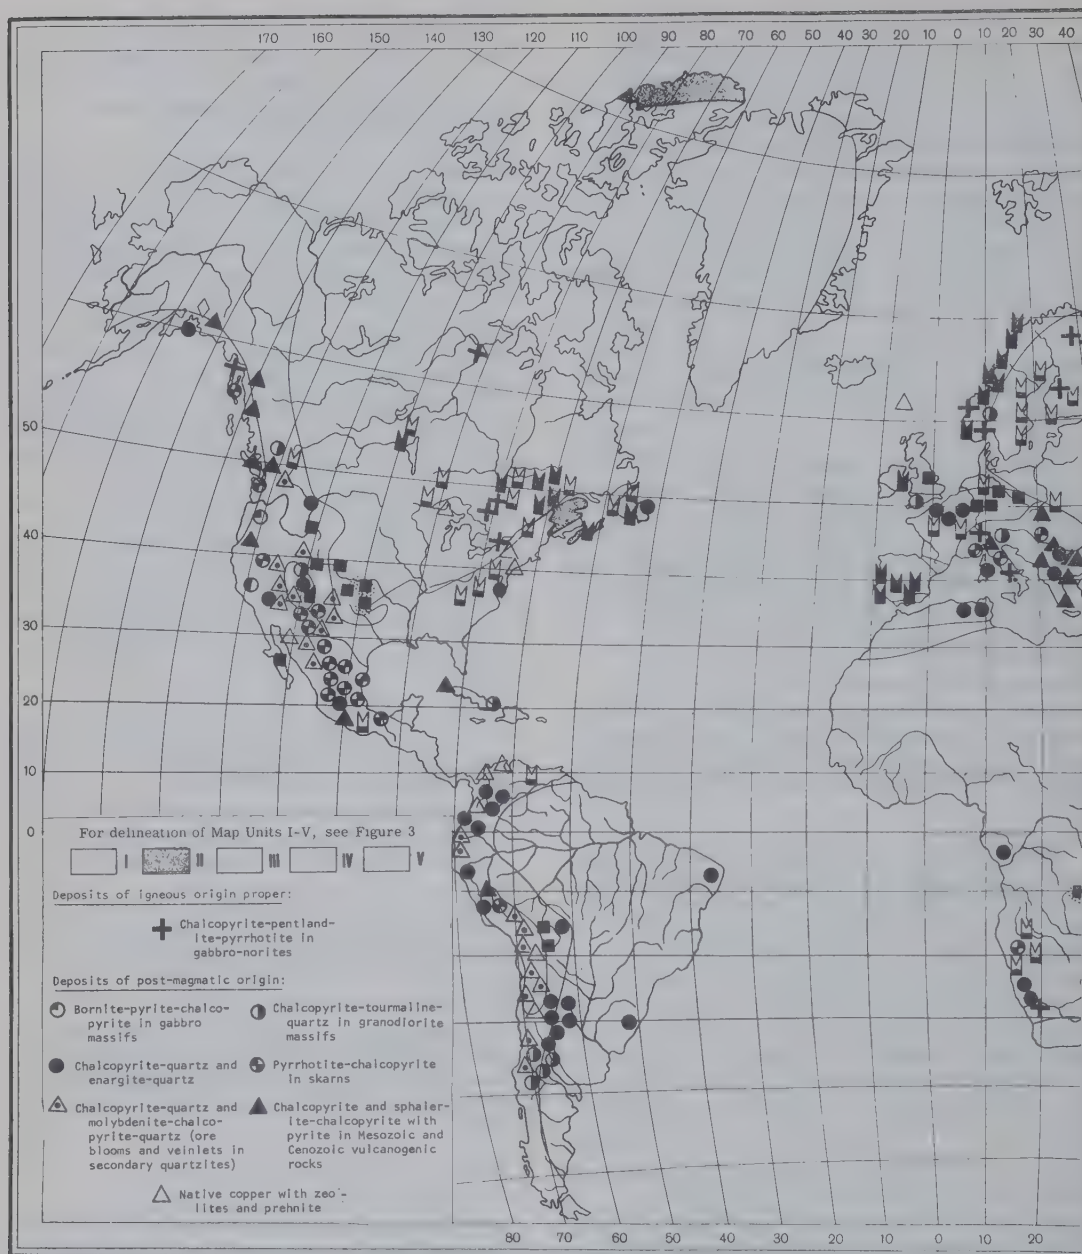 170 160 150 140 130 120 110 100 90 80 70 60 50 40 30 20 10 0 10 20 30 40
50
40
30
20
10
0
For delineation of Map Units I-V, see Figure 3
I II III IV V
Deposits of igneous origin proper:
Chalcopyrite-pentland-
ite-pyrrhotite in
gabbro-norites
Deposits of post-magmatic origin:
Bornite-pyrite-chalco-
pyrite in gabbro
massifs
Chalcopyrite-tourmaline-
quartz in granodiorite
massifs
Chalcopyrite-quartz and
enargite-quartz
Pyrrhotite-chalcopyrite
in skarns
Chalcopyrite-quartz and
molybdenite-chalco-
pyrite-quartz (ore
blooms and veinlets in
secondary quartzites)
Chalcopyrite and sphaler-
ite-chalcopyrite with
pyrite in Mesozoic and
Cenozoic vulcanogenic
rocks
Native copper with zeo-
lites and prehnite
80 70 60 50 40 30 20 10 0 10 20